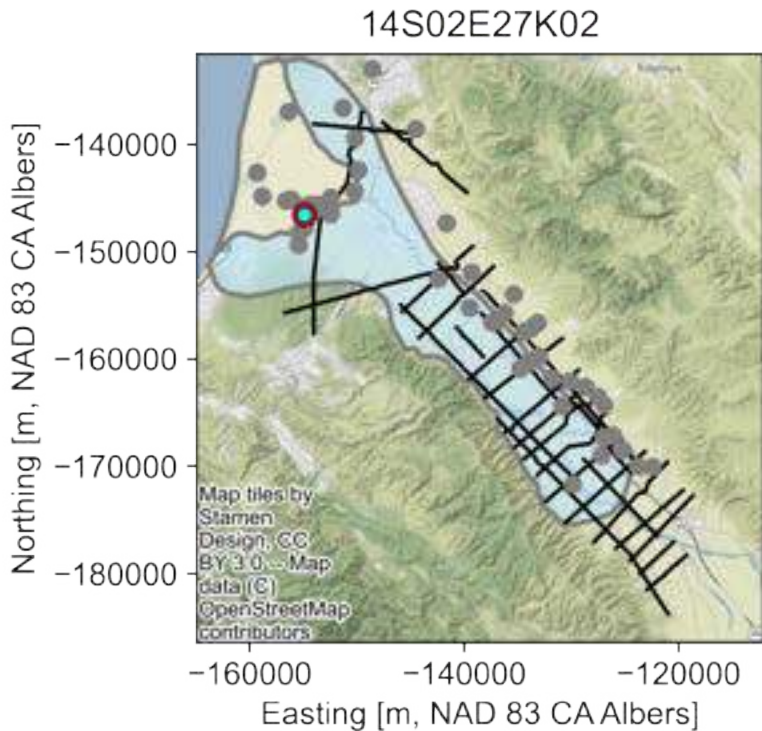 14S02E27K02
−140000
−150000
−160000
−170000
−180000
Northing [m, NAD 83 CA Albers]
Map tiles by
Stamen
Design, CC
BY 3.0 -- Map
data (C)
OpenStreetMap
contributors
−160000
−140000
−120000
Easting [m, NAD 83 CA Albers]